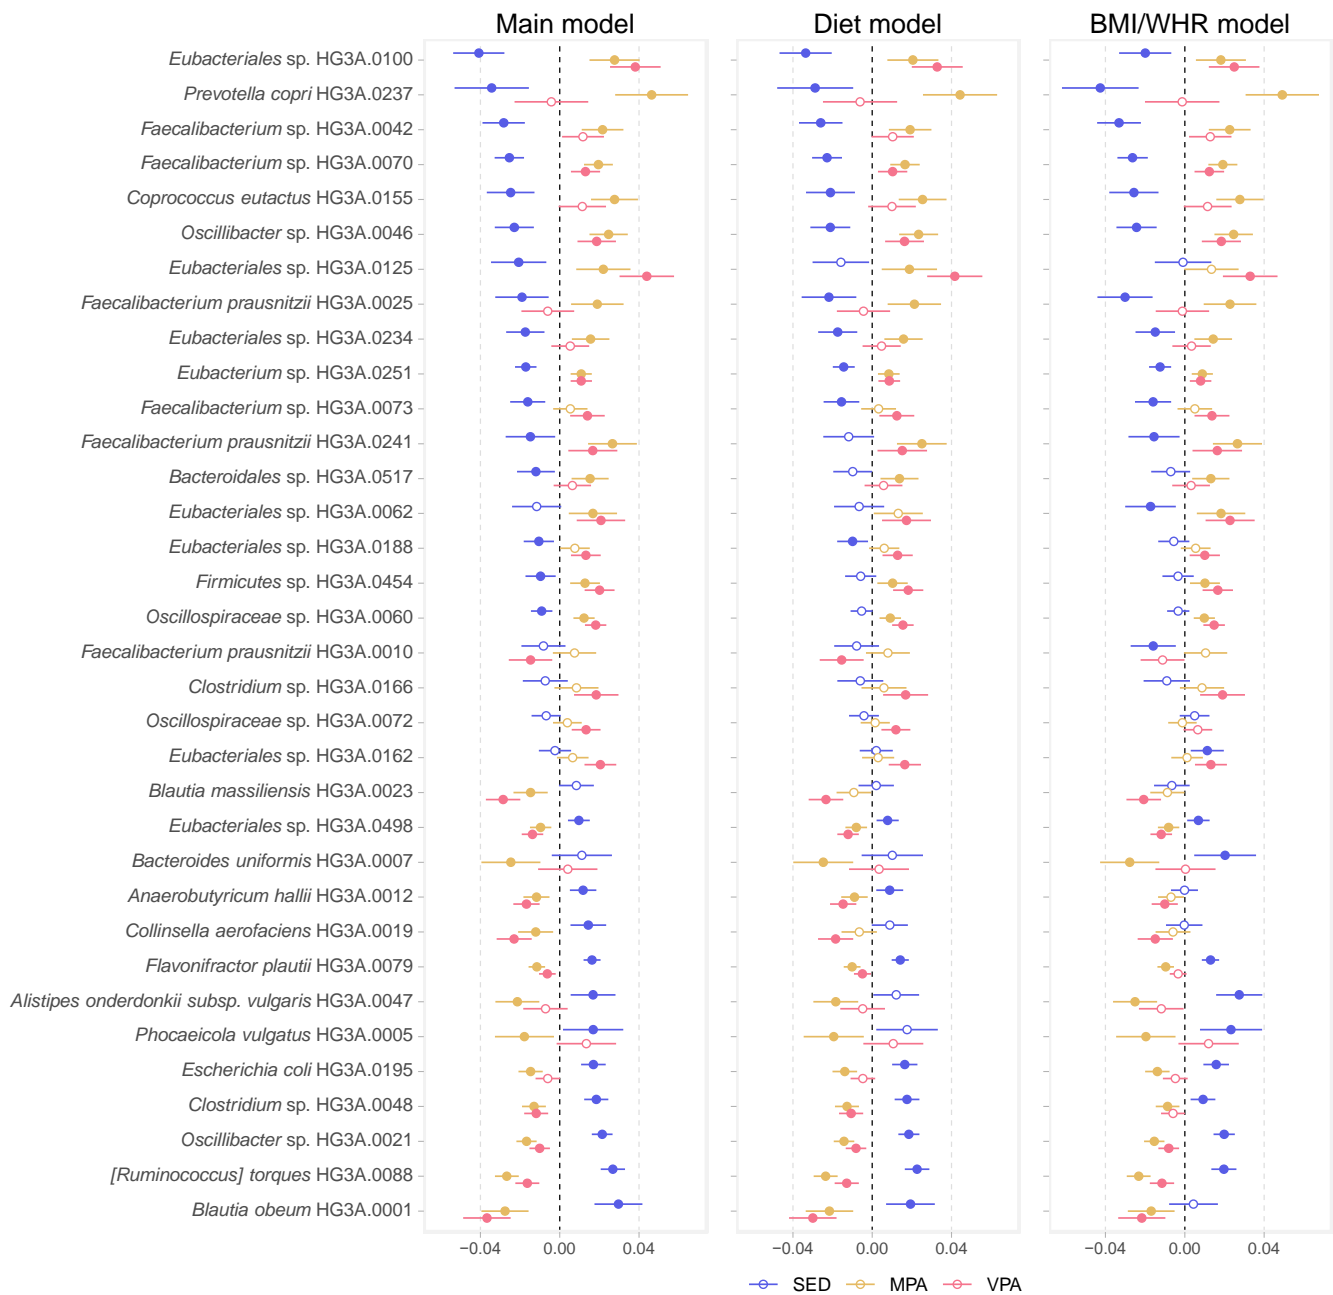 Main model Diet model BMI/WHR model
Eubacteriales sp. HG3A.0100
Prevotella copri HG3A.0237
Faecalibacterium sp. HG3A.0042
Faecalibacterium sp. HG3A.0070
Coprococcus eutactus HG3A.0155
Oscillibacter sp. HG3A.0046
Eubacteriales sp. HG3A.0125
Faecalibacterium prausnitzii HG3A.0025
Eubacteriales sp. HG3A.0234
Eubacterium sp. HG3A.0251
Faecalibacterium sp. HG3A.0073
Faecalibacterium prausnitzii HG3A.0241
Bacteroidales sp. HG3A.0517
Eubacteriales sp. HG3A.0062
Eubacteriales sp. HG3A.0188
Firmicutes sp. HG3A.0454
Oscillospiraceae sp. HG3A.0060
Faecalibacterium prausnitzii HG3A.0010
Clostridium sp. HG3A.0166
Oscillospiraceae sp. HG3A.0072
Eubacteriales sp. HG3A.0162
Blautia massiliensis HG3A.0023
Eubacteriales sp. HG3A.0498
Bacteroides uniformis HG3A.0007
Anaerobutyricum hallii HG3A.0012
Collinsella aerofaciens HG3A.0019
Flavonifractor plautii HG3A.0079
Alistipes onderdonkii subsp. vulgaris HG3A.0047
Phocaeicola vulgatus HG3A.0005
Escherichia coli HG3A.0195
Clostridium sp. HG3A.0048
Oscillibacter sp. HG3A.0021
[Ruminococcus] torques HG3A.0088
Blautia obeum HG3A.0001
−0.04 0.00 0.04 −0.04 0.00 0.04 −0.04 0.00 0.04
SED MPA VPA